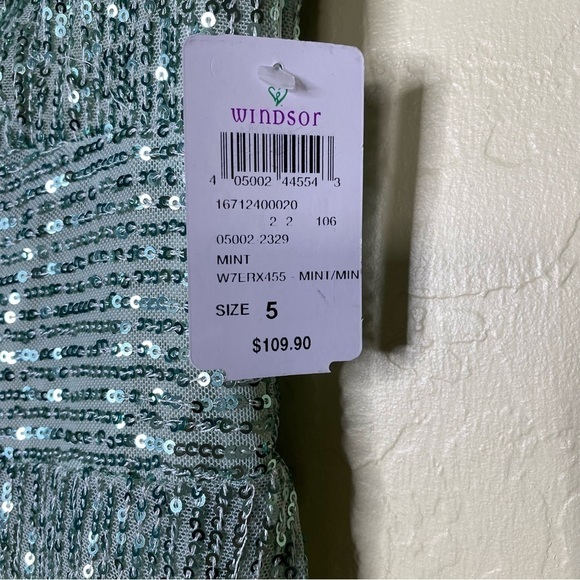 WINDSOR
4 05002 44554 3
16712400020
2 2 106
05002 2329
MINT
W7ERX455 - MINT/MIN
SIZE 5
$109.90